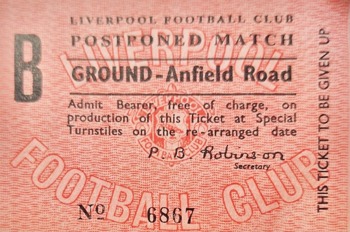 LIVERPOOL FOOTBALL CLUB
POSTPONED MATCH
B
GROUND - Anfield Road
Admit Bearer, free of charge, on
production of this Ticket at Special
Turnstiles on the re-arranged date
P. B. Robinson
Secretary
Nº 6867
THIS TICKET TO BE GIVEN UP
LIVERPOOL
FOOTBALL CLUB